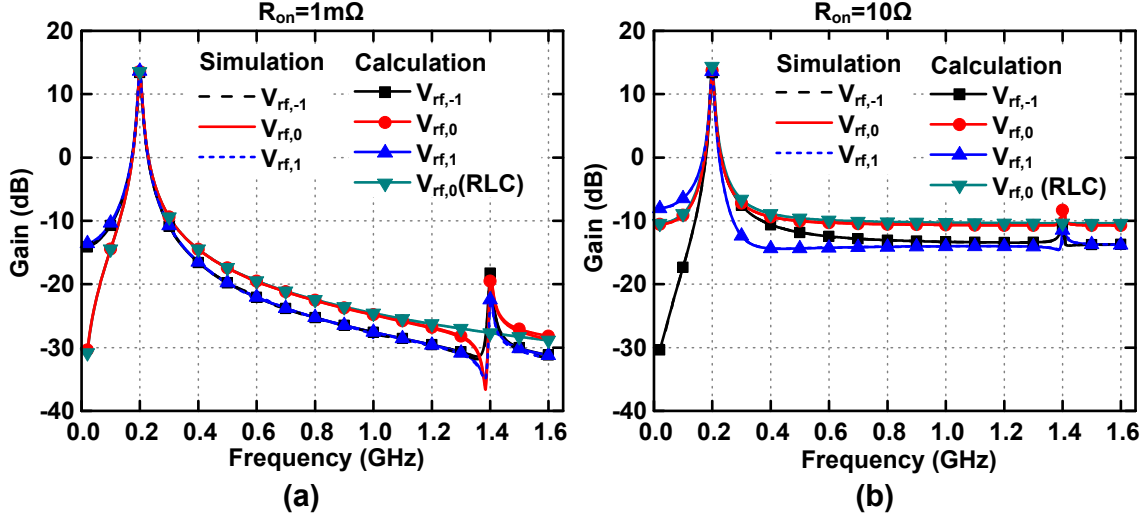 R_on=1mΩ
20
10
0
-10
-20
-30
-40
Gain (dB)
Simulation
V_rf,-1
V_rf,0
V_rf,1
Calculation
V_rf,-1
V_rf,0
V_rf,1
V_rf,0(RLC)
0.0 0.2 0.4 0.6 0.8 1.0 1.2 1.4 1.6
Frequency (GHz)
(a)
R_on=10Ω
20
10
0
-10
-20
-30
-40
Gain (dB)
Simulation
V_rf,-1
V_rf,0
V_rf,1
Calculation
V_rf,-1
V_rf,0
V_rf,1
V_rf,0 (RLC)
0.0 0.2 0.4 0.6 0.8 1.0 1.2 1.4 1.6
Frequency (GHz)
(b)